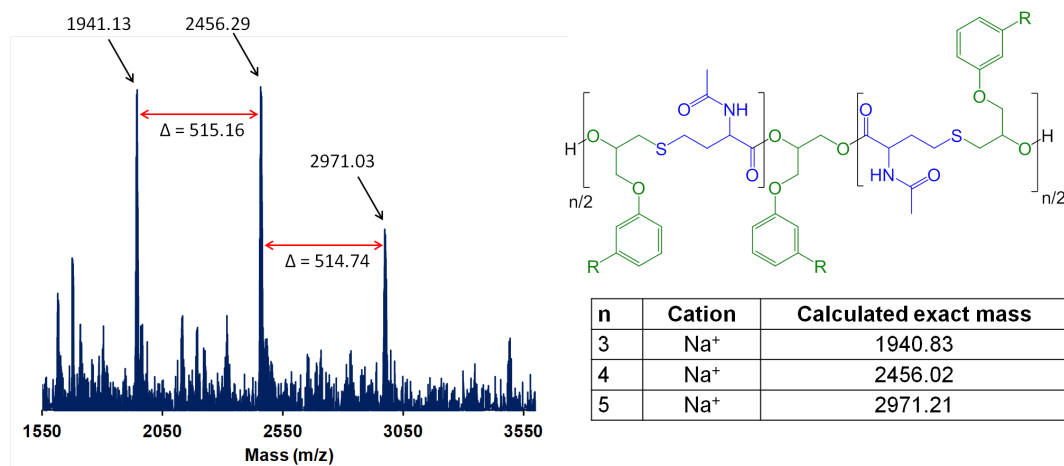 1941.13
2456.29
Δ = 515.16
2971.03
Δ = 514.74
1550
2050
2550
3050
3550
Mass (m/z)
R
O
O
NH
O
H
O
S
O
n/2
O
R
O
O
O
R
O
S
O
H
N
H
O
n/2
n Cation Calculated exact mass
3 Na⁺ 1940.83
4 Na⁺ 2456.02
5 Na⁺ 2971.21